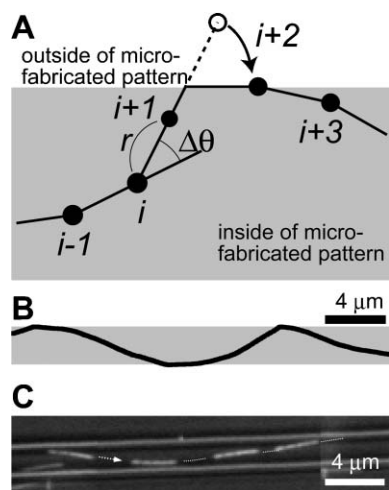 A
i+2
outside of micro-
fabricated pattern
i+1
i+3
r
Δθ
i
i-1
inside of micro-
fabricated pattern
B
4 μm
C
4 μm